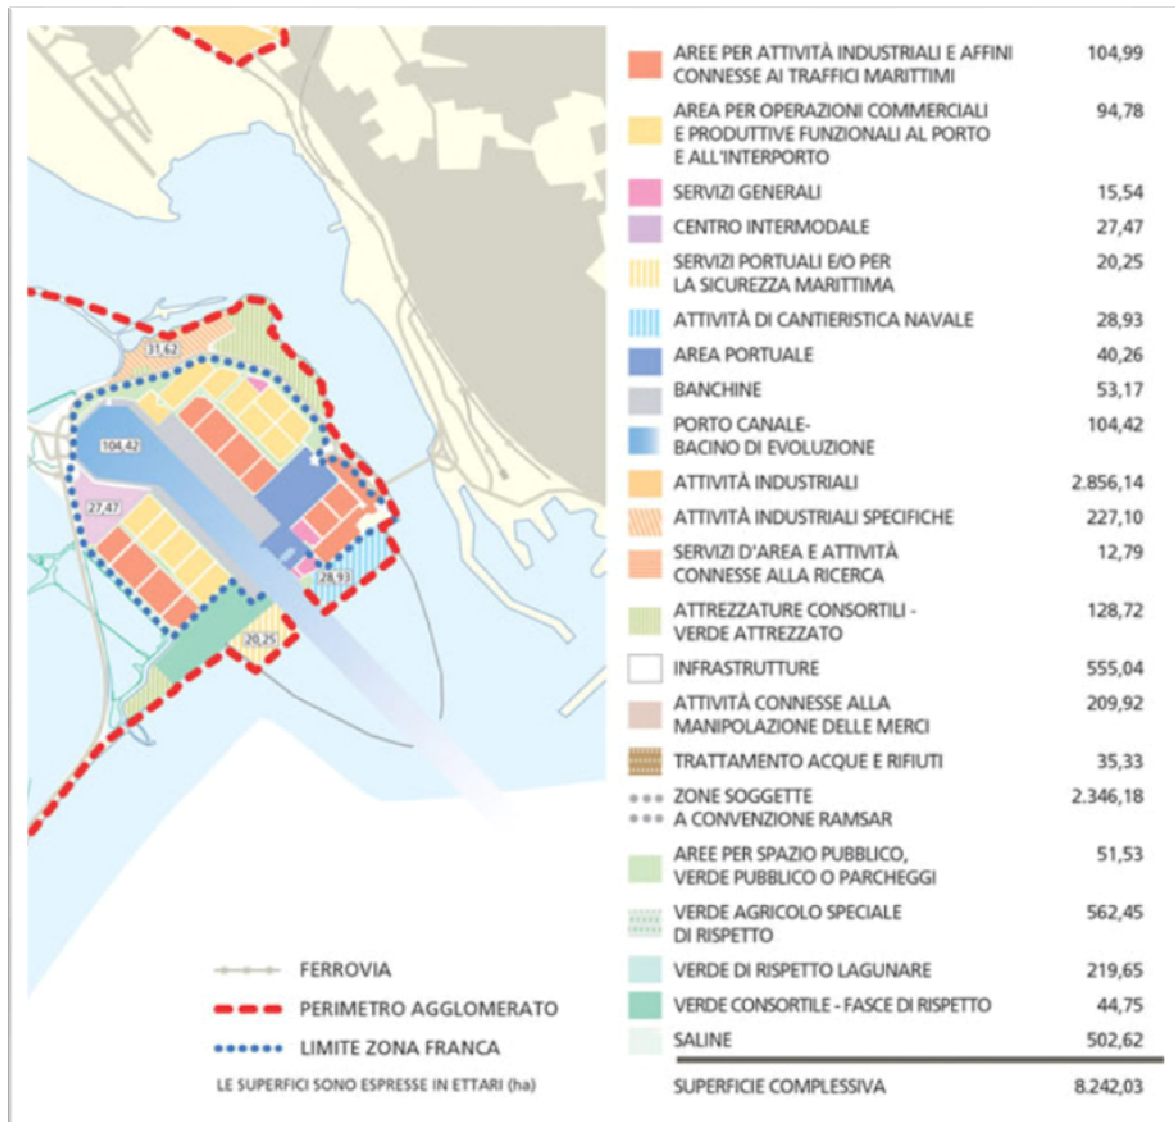 AREE PER ATTIVITÀ INDUSTRIALI E AFFINI 104,99
CONNESSE AI TRAFFICI MARITTIMI
AREA PER OPERAZIONI COMMERCIALI 94,78
E PRODUTTIVE FUNZIONALI AL PORTO
E ALL'INTERPORTO
SERVIZI GENERALI 15,54
CENTRO INTERMODALE 27,47
SERVIZI PORTUALI E/O PER 20,25
LA SICUREZZA MARITTIMA
ATTIVITÀ DI CANTIERISTICA NAVALE 28,93
AREA PORTUALE 40,26
BANCHINE 53,17
PORTO CANALE- 104,42
BACINO DI EVOLUZIONE
ATTIVITÀ INDUSTRIALI 2.856,14
ATTIVITÀ INDUSTRIALI SPECIFICHE 227,10
SERVIZI D'AREA E ATTIVITÀ 12,79
CONNESSE ALLA RICERCA
ATTREZZATURE CONSORTILI - 128,72
VERDE ATTREZZATO
INFRASTRUTTURE 555,04
ATTIVITÀ CONNESSE ALLA 209,92
MANIPOLAZIONE DELLE MERCI
TRATTAMENTO ACQUE E RIFIUTI 35,33
ZONE SOGGETTE 2.346,18
A CONVENZIONE RAMSAR
AREE PER SPAZIO PUBBLICO, 51,53
VERDE PUBBLICO O PARCHEGGI
VERDE AGRICOLO SPECIALE 562,45
DI RISPETTO
VERDE DI RISPETTO LAGUNARE 219,65
VERDE CONSORTILE - FASCE DI RISPETTO 44,75
SALINE 502,62
SUPERFICIE COMPLESSIVA 8.242,03
31,62
104,42
27,47
28,93
20,25
FERROVIA
PERIMETRO AGGLOMERATO
LIMITE ZONA FRANCA
LE SUPERFICI SONO ESPRESSE IN ETTARI (ha)